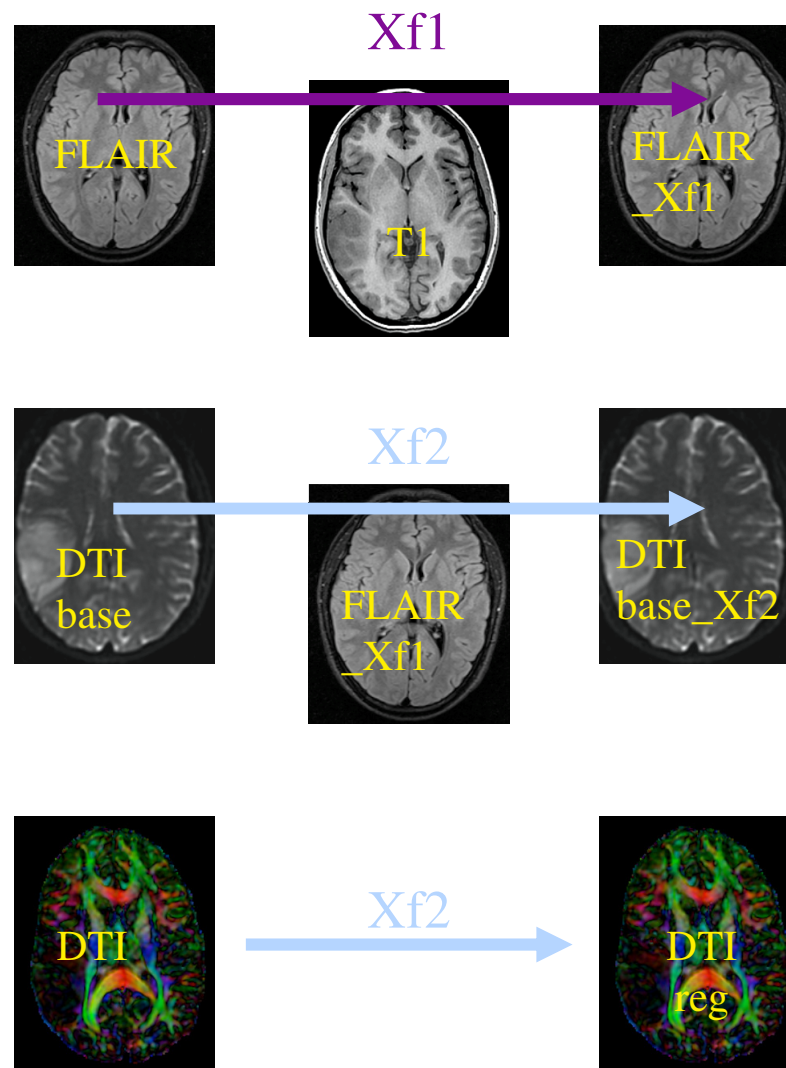 Xf1
FLAIR
T1
FLAIR
_Xf1
Xf2
DTI
base
FLAIR
_Xf1
DTI
base_Xf2
Xf2
DTI
DTI
reg